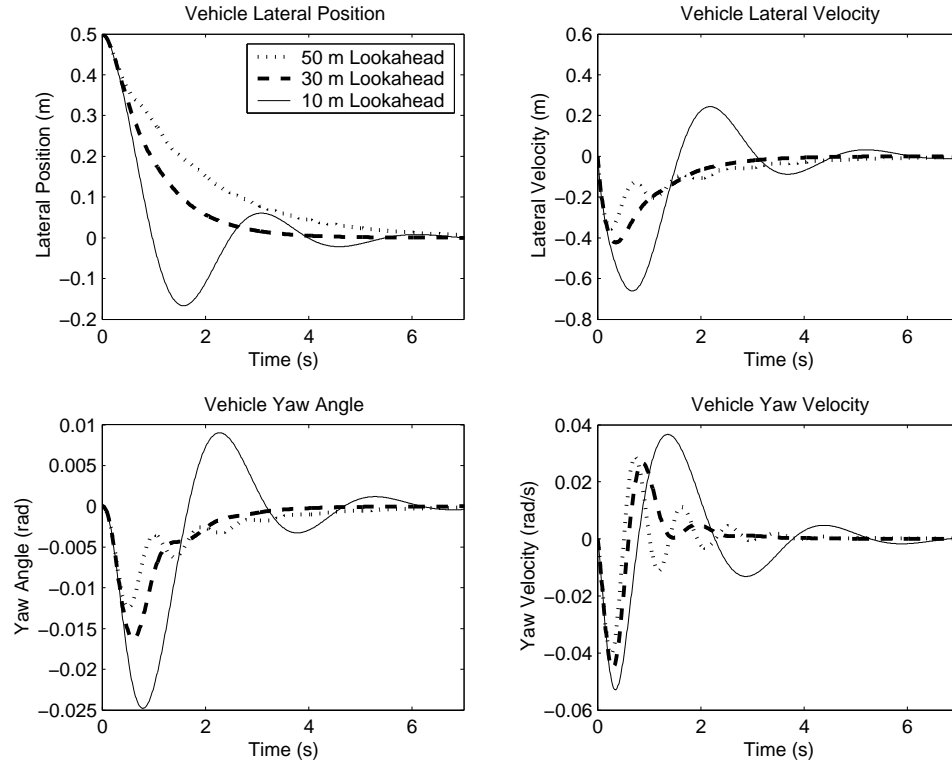 Vehicle Lateral Position
Lateral Position (m)
0.5
0.4
0.3
0.2
0.1
0
−0.1
−0.2
50 m Lookahead
30 m Lookahead
10 m Lookahead
0 2 4 6
Time (s)
Vehicle Lateral Velocity
Lateral Velocity (m)
0.6
0.4
0.2
0
−0.2
−0.4
−0.6
−0.8
0 2 4 6
Time (s)
Vehicle Yaw Angle
Yaw Angle (rad)
0.01
0.005
0
−0.005
−0.01
−0.015
−0.02
−0.025
0 2 4 6
Time (s)
Vehicle Yaw Velocity
Yaw Velocity (rad/s)
0.04
0.02
0
−0.02
−0.04
−0.06
0 2 4 6
Time (s)